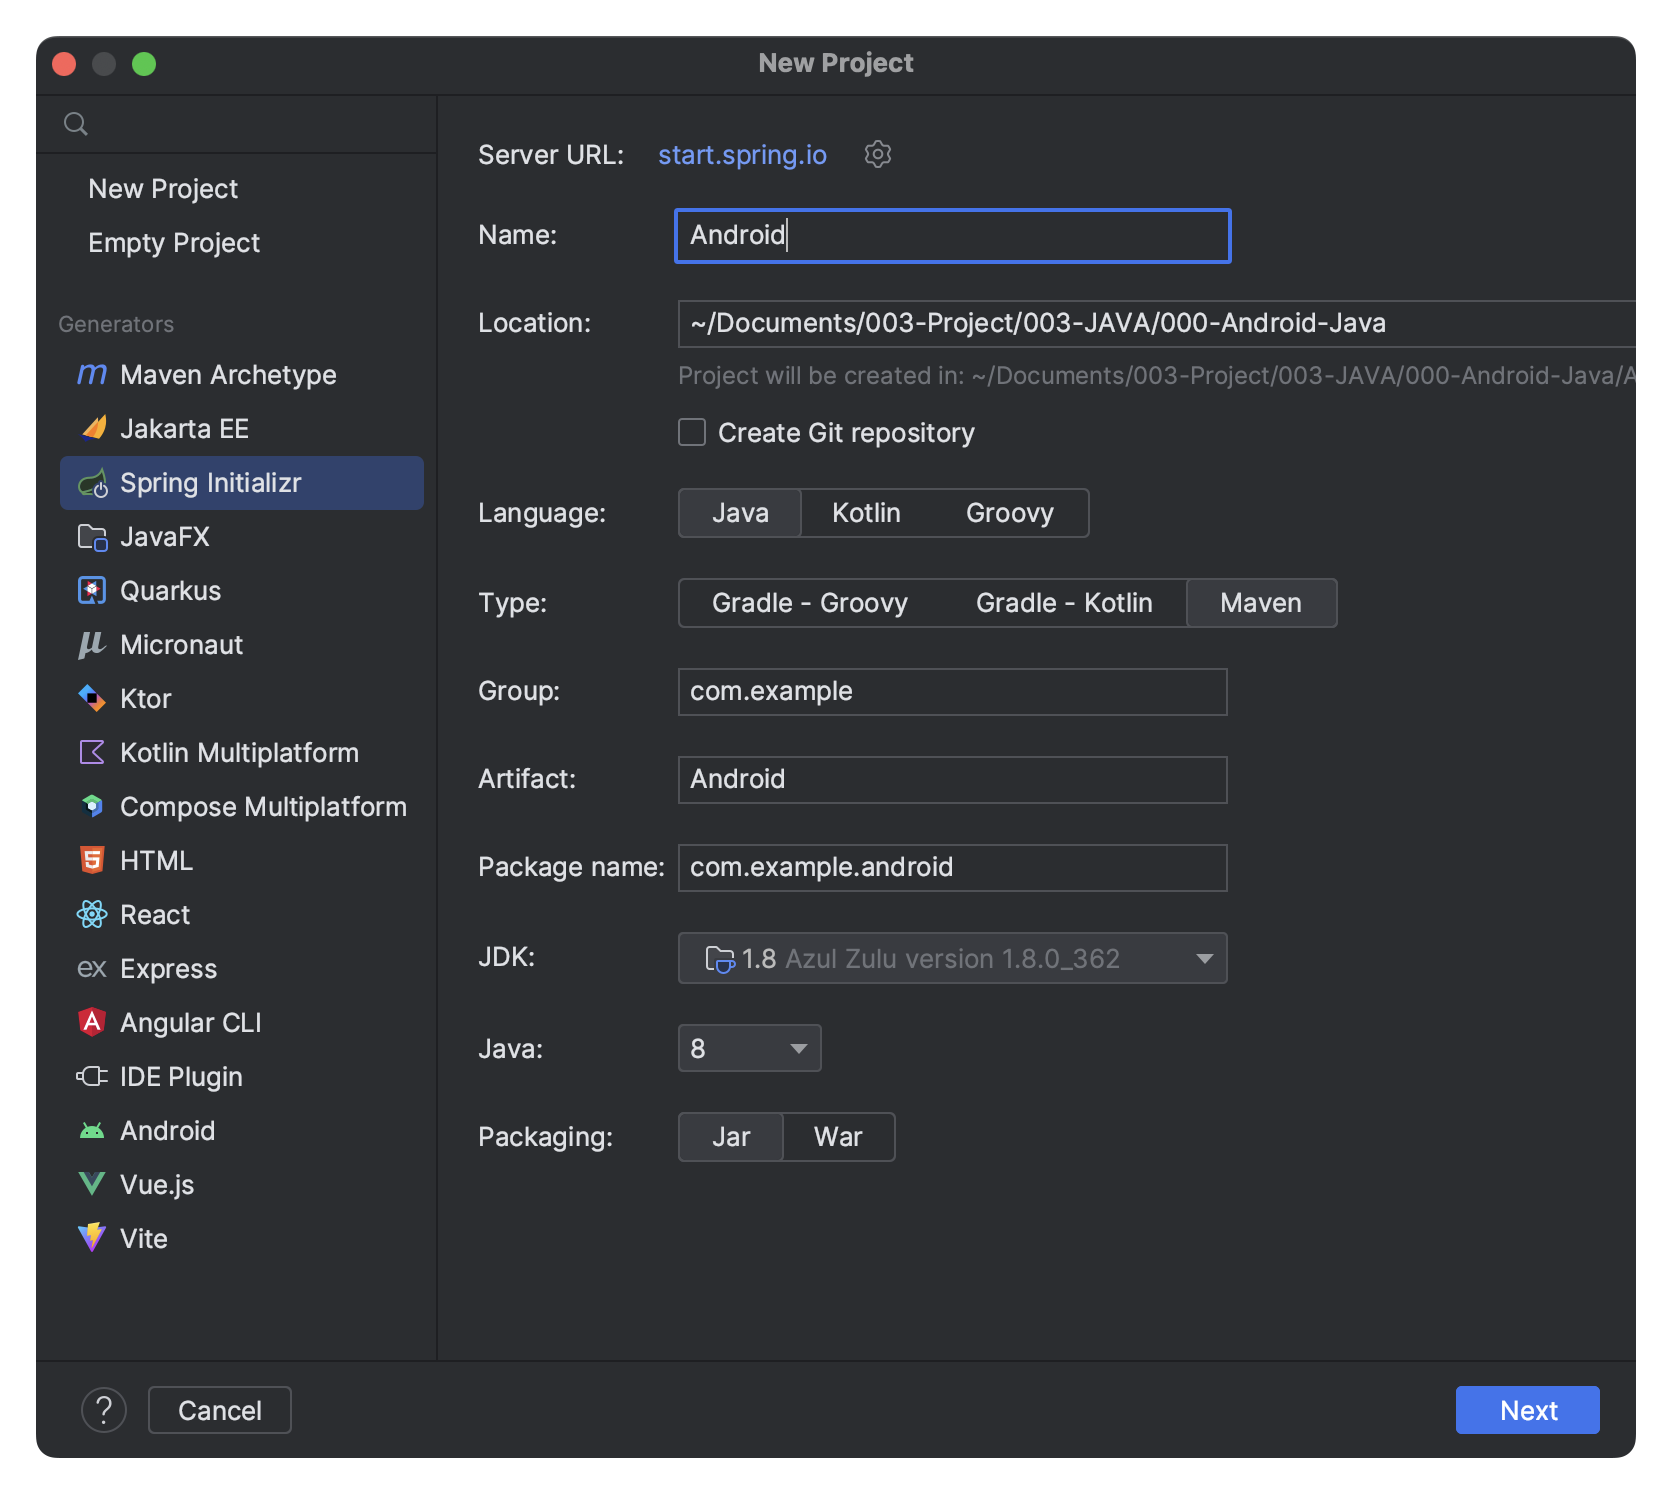 New Project
New Project
Empty Project
Generators
m Maven Archetype
Jakarta EE
Spring Initializr
JavaFX
Quarkus
µ Micronaut
Ktor
Kotlin Multiplatform
Compose Multiplatform
5 HTML
React
ex Express
A Angular CLI
IDE Plugin
Android
Vue.js
Vite
Server URL: start.spring.io
Name: Android
Location: ~/Documents/003-Project/003-JAVA/000-Android-Java
Project will be created in: ~/Documents/003-Project/003-JAVA/000-Android-Java/A
Create Git repository
Language: Java Kotlin Groovy
Type: Gradle - Groovy Gradle - Kotlin Maven
Group: com.example
Artifact: Android
Package name: com.example.android
JDK: 1.8 Azul Zulu version 1.8.0_362
Java: 8
Packaging: Jar War
? Cancel Next